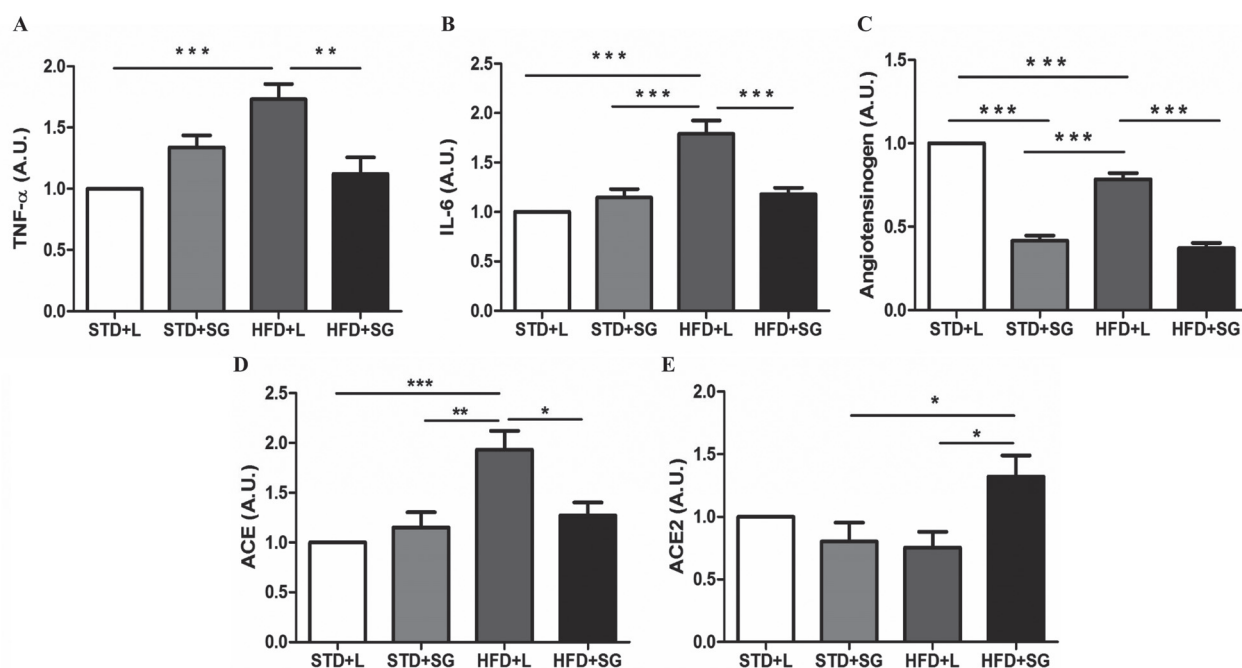 A
TNF-α (A.U.)
2.0
1.5
1.0
0.5
0.0
*** **
STD+L STD+SG HFD+L HFD+SG
B
IL-6 (A.U.)
2.5
2.0
1.5
1.0
0.5
0.0
***
*** ***
STD+L STD+SG HFD+L HFD+SG
C
Angiotensinogen (A.U.)
1.5
1.0
0.5
0.0
***
*** ***
***
STD+L STD+SG HFD+L HFD+SG
D
ACE (A.U.)
2.5
2.0
1.5
1.0
0.5
0.0
***
** *
STD+L STD+SG HFD+L HFD+SG
E
ACE2 (A.U.)
2.0
1.5
1.0
0.5
0.0
*
*
STD+L STD+SG HFD+L HFD+SG